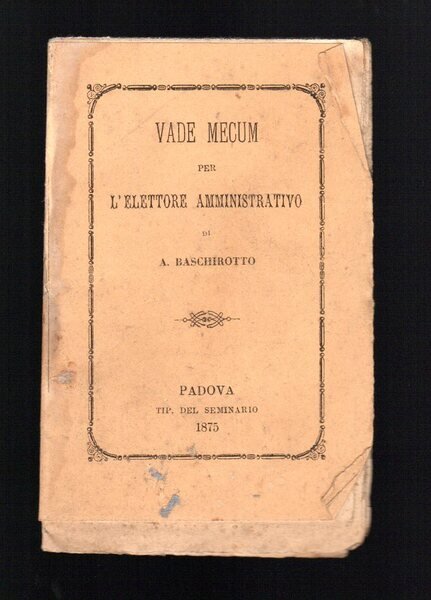 VADE MECUM
PER
L'ELETTORE AMMINISTRATIVO
DI
A. BASCHIROTTO
PADOVA
TIP. DEL SEMINARIO
1875